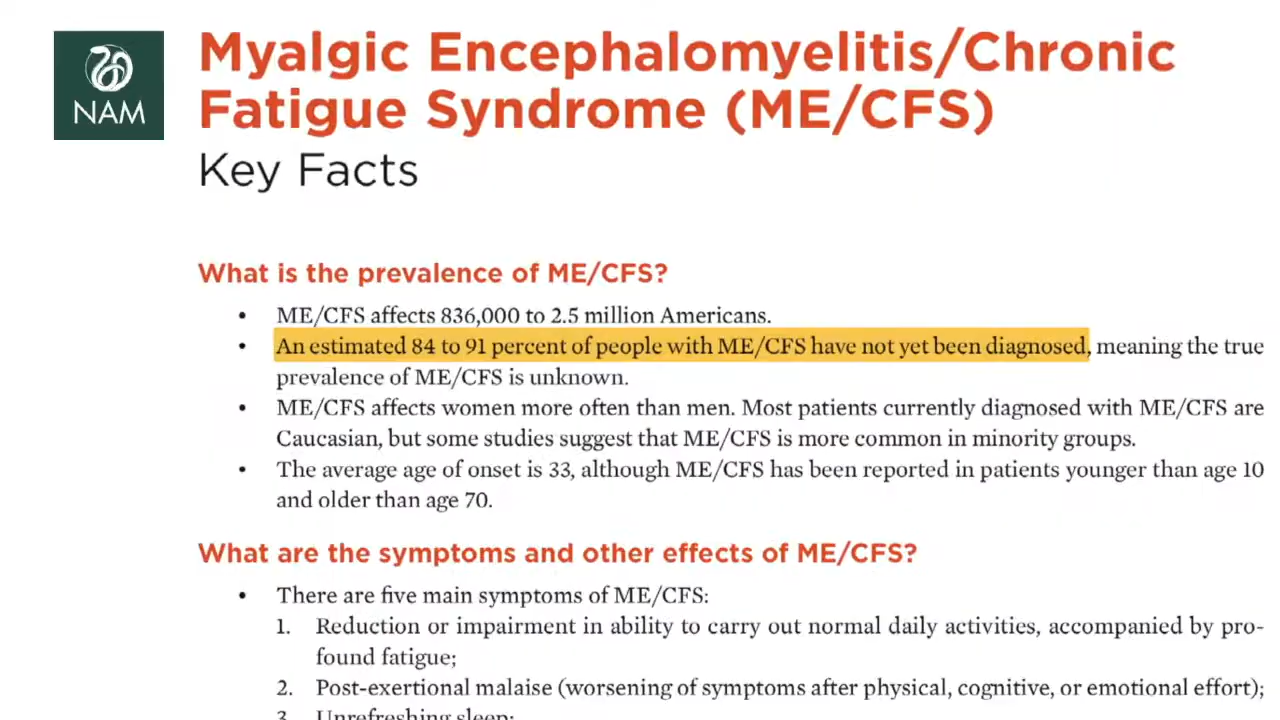 NAM
Myalgic Encephalomyelitis/Chronic
Fatigue Syndrome (ME/CFS)
Key Facts
What is the prevalence of ME/CFS?
• ME/CFS affects 836,000 to 2.5 million Americans.
• An estimated 84 to 91 percent of people with ME/CFS have not yet been diagnosed, meaning the true
prevalence of ME/CFS is unknown.
• ME/CFS affects women more often than men. Most patients currently diagnosed with ME/CFS are
Caucasian, but some studies suggest that ME/CFS is more common in minority groups.
• The average age of onset is 33, although ME/CFS has been reported in patients younger than age 10
and older than age 70.
What are the symptoms and other effects of ME/CFS?
• There are five main symptoms of ME/CFS:
1. Reduction or impairment in ability to carry out normal daily activities, accompanied by pro-
found fatigue;
2. Post-exertional malaise (worsening of symptoms after physical, cognitive, or emotional effort);
3. Unrefreshing sleep;